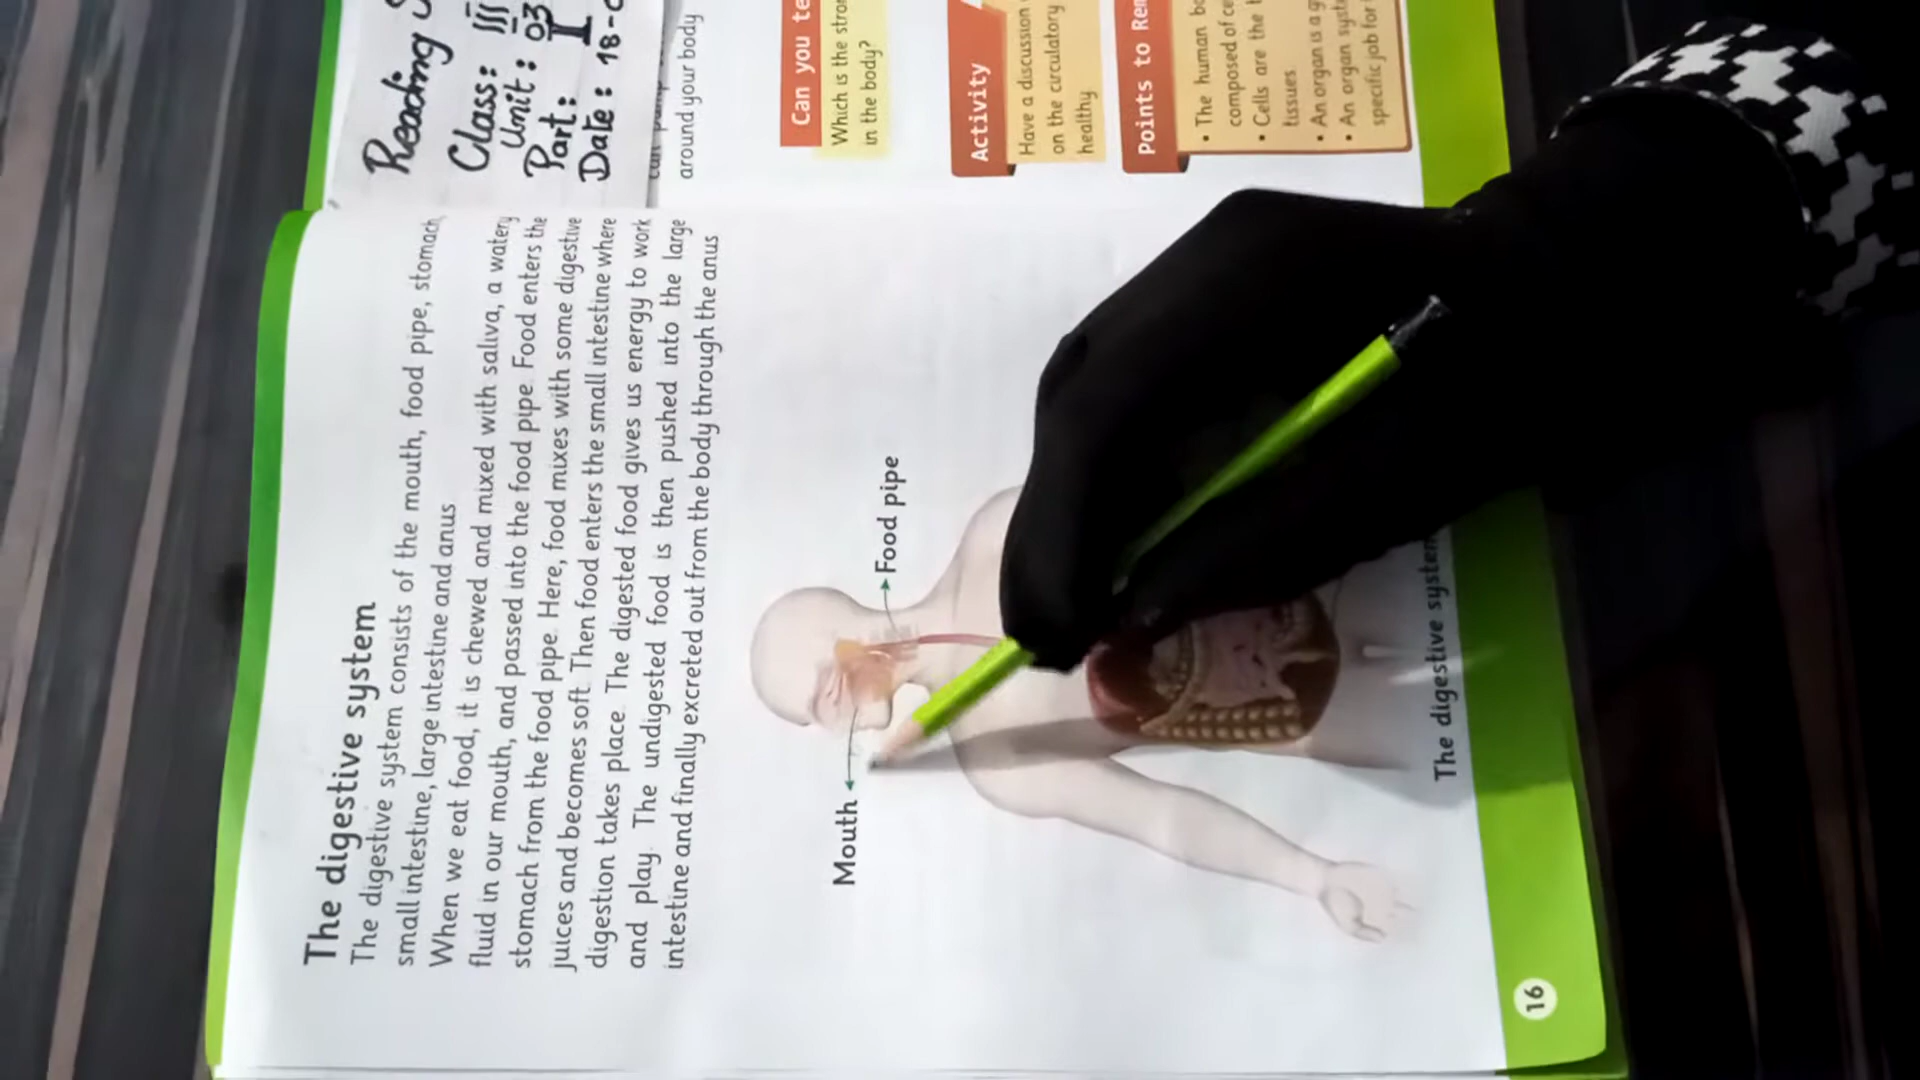 The digestive system
The digestive system consists of the mouth, food pipe, stomach,
small intestine, large intestine and anus
When we eat food, it is chewed and mixed with saliva, a watery
fluid in our mouth, and passed into the food pipe. Food enters the
stomach from the food pipe. Here, food mixes with some digestive
juices and becomes soft. Then food enters the small intestine where
digestion takes place. The digested food gives us energy to work
and play. The undigested food is then pushed into the large
intestine and finally excreted out from the body through the anus
Mouth
Food pipe
The digestive system
16
Reading
Class: III
Unit: 03
Part: I
Date: 18-
around your body
Can you te
Which is the stron
in the body?
Activity
Have a discussion
on the circulatory
healthy
Points to Rem
• The human bo
composed of ce
• Cells are the
tissues
• An organ is a g
• An organ syste
specific job for